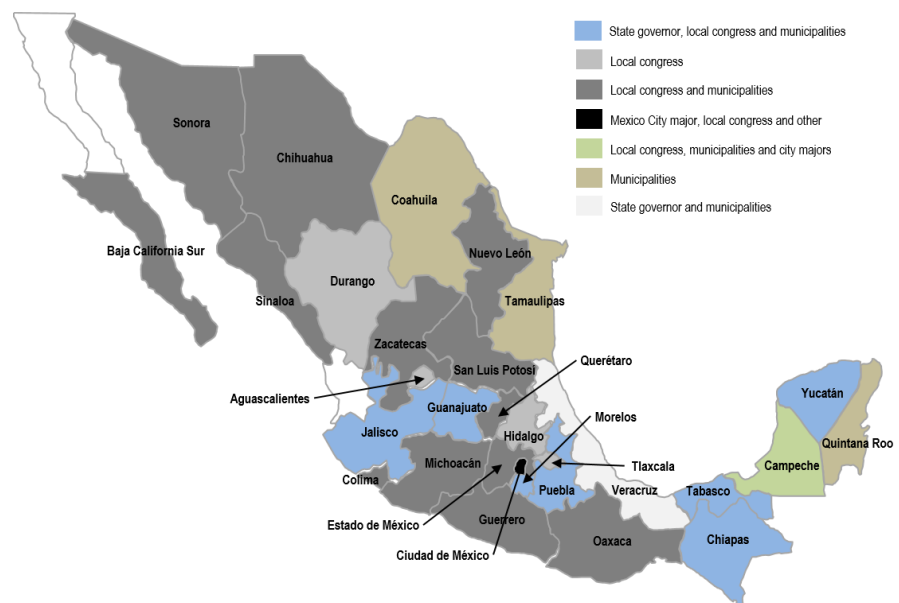 State governor, local congress and municipalities
Local congress
Local congress and municipalities
Mexico City major, local congress and other
Local congress, municipalities and city majors
Municipalities
State governor and municipalities
Sonora
Chihuahua
Coahuila
Baja California Sur
Nuevo León
Durango
Sinaloa
Tamaulipas
Zacatecas
San Luis Potosí
Querétaro
Aguascalientes
Yucatán
Guanajuato
Morelos
Jalisco
Hidalgo
Quintana Roo
Michoacán
Tlaxcala
Campeche
Colima
Puebla
Veracruz
Tabasco
Estado de México
Guerrero
Oaxaca
Chiapas
Ciudad de México